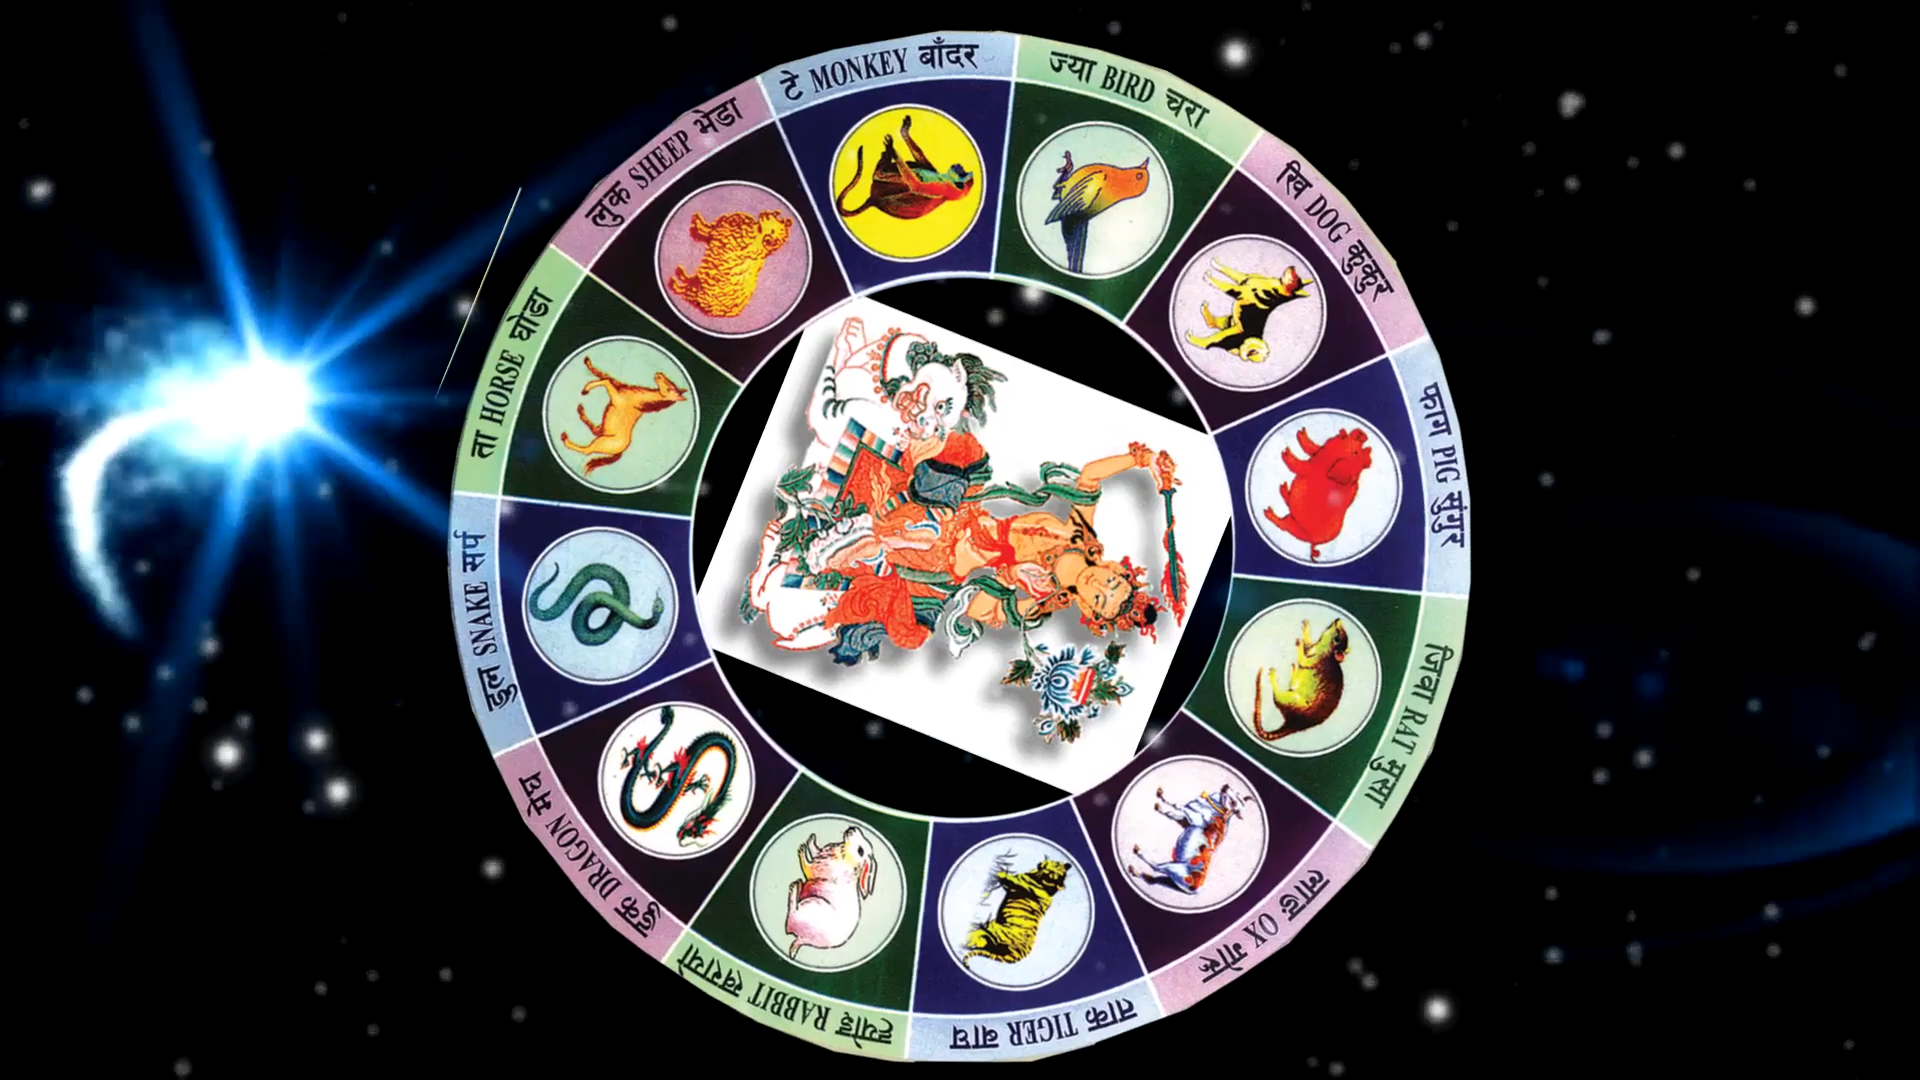 टे MONKEY बाँदर
ज्या BIRD चरा
खि DOG कुकुर
फाग PIG सुंगुर
जिवा RAT मुसा
लाङ OX गोरु
ताक TIGER बाघ
RABBIT खरायो
डुक DRAGON मेघ
डुल SNAKE सर्प
ता HORSE घोडा
लुक SHEEP भेडा